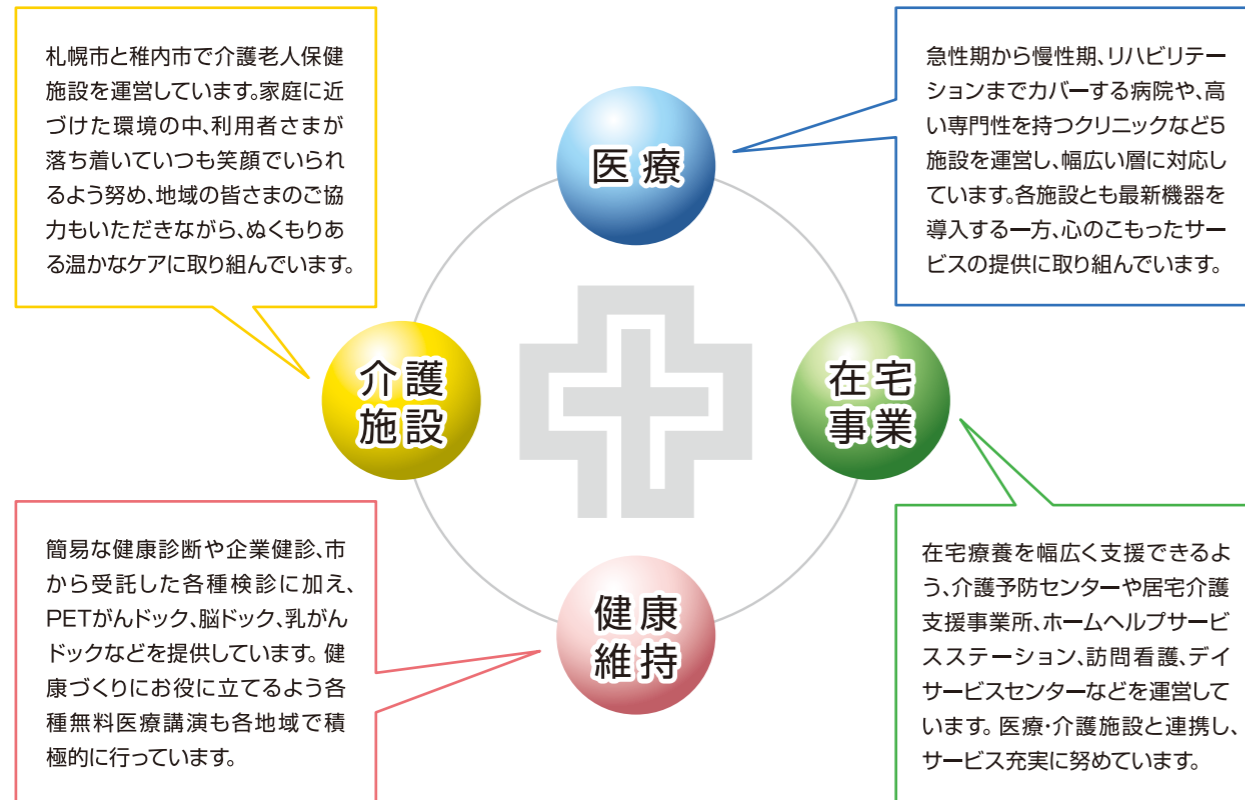 札幌市と稚内市で介護老人保健
施設を運営しています。家庭に近
づけた環境の中、利用者さまが
落ち着いていつも笑顔でいられ
るよう努め、地域の皆さまのご協
力もいただきながら、ぬくもりあ
る温かなケアに取り組んでいます。
急性期から慢性期、リハビリテー
ションまでカバーする病院や、高
い専門性を持つクリニックなど5
施設を運営し、幅広い層に対応し
ています。各施設とも最新機器を
導入する一方、心のこもったサー
ビスの提供に取り組んでいます。
医療
介護
施設
在宅
事業
健康
維持
簡易な健康診断や企業健診、市
から受託した各種検診に加え、
PETがんドック、脳ドック、乳がん
ドックなどを提供しています。健
康づくりにお役に立てるよう各
種無料医療講演も各地域で積
極的に行っています。
在宅療養を幅広く支援できるよ
う、介護予防センターや居宅介護
支援事業所、ホームヘルプサービ
スステーション、訪問看護、デイ
サービスセンターなどを運営して
います。医療・介護施設と連携し、
サービス充実に努めています。